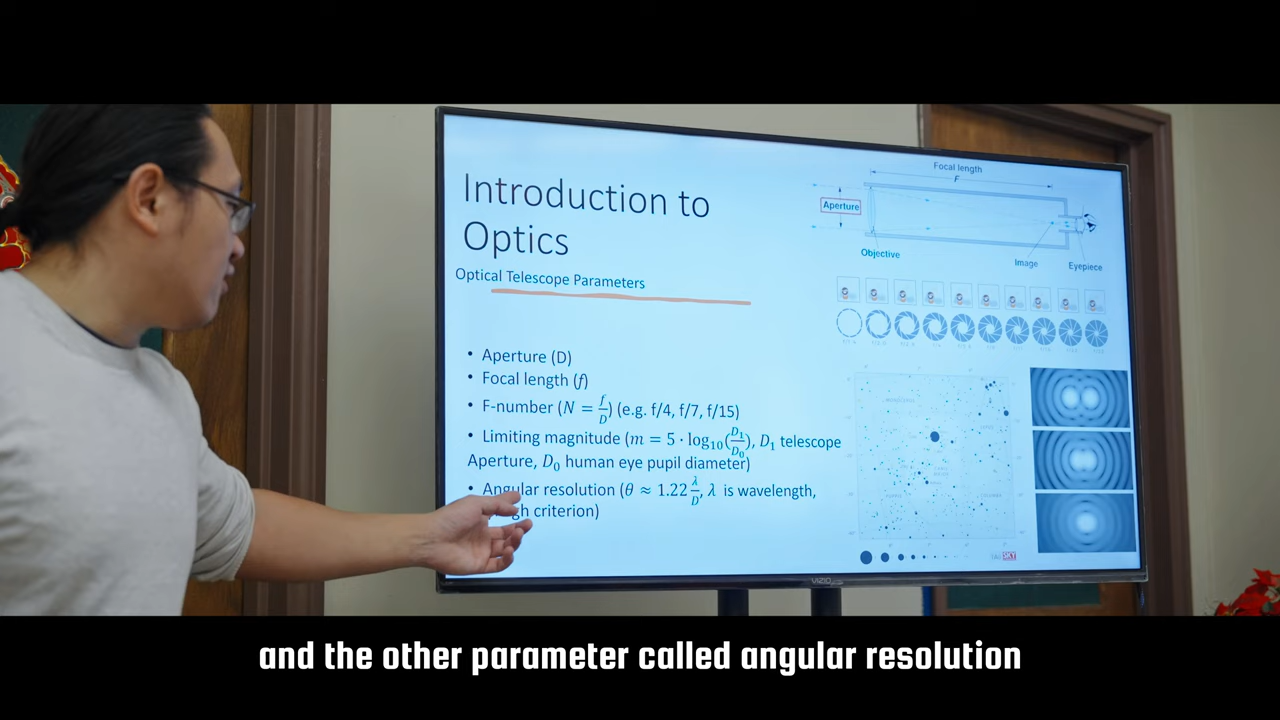 Introduction to
Optics
Optical Telescope Parameters
• Aperture (D)
• Focal length (f)
• F-number (N = f/D) (e.g. f/4, f/7, f/15)
• Limiting magnitude (m = 5 · log10(D1/D0), D1 telescope
Aperture, D0 human eye pupil diameter)
• Angular resolution (θ ≈ 1.22 λ/D, λ is wavelength,
criterion)
Focal length
F
Aperture
Objective
Image
Eyepiece
SKY
VIZIO
and the other parameter called angular resolution